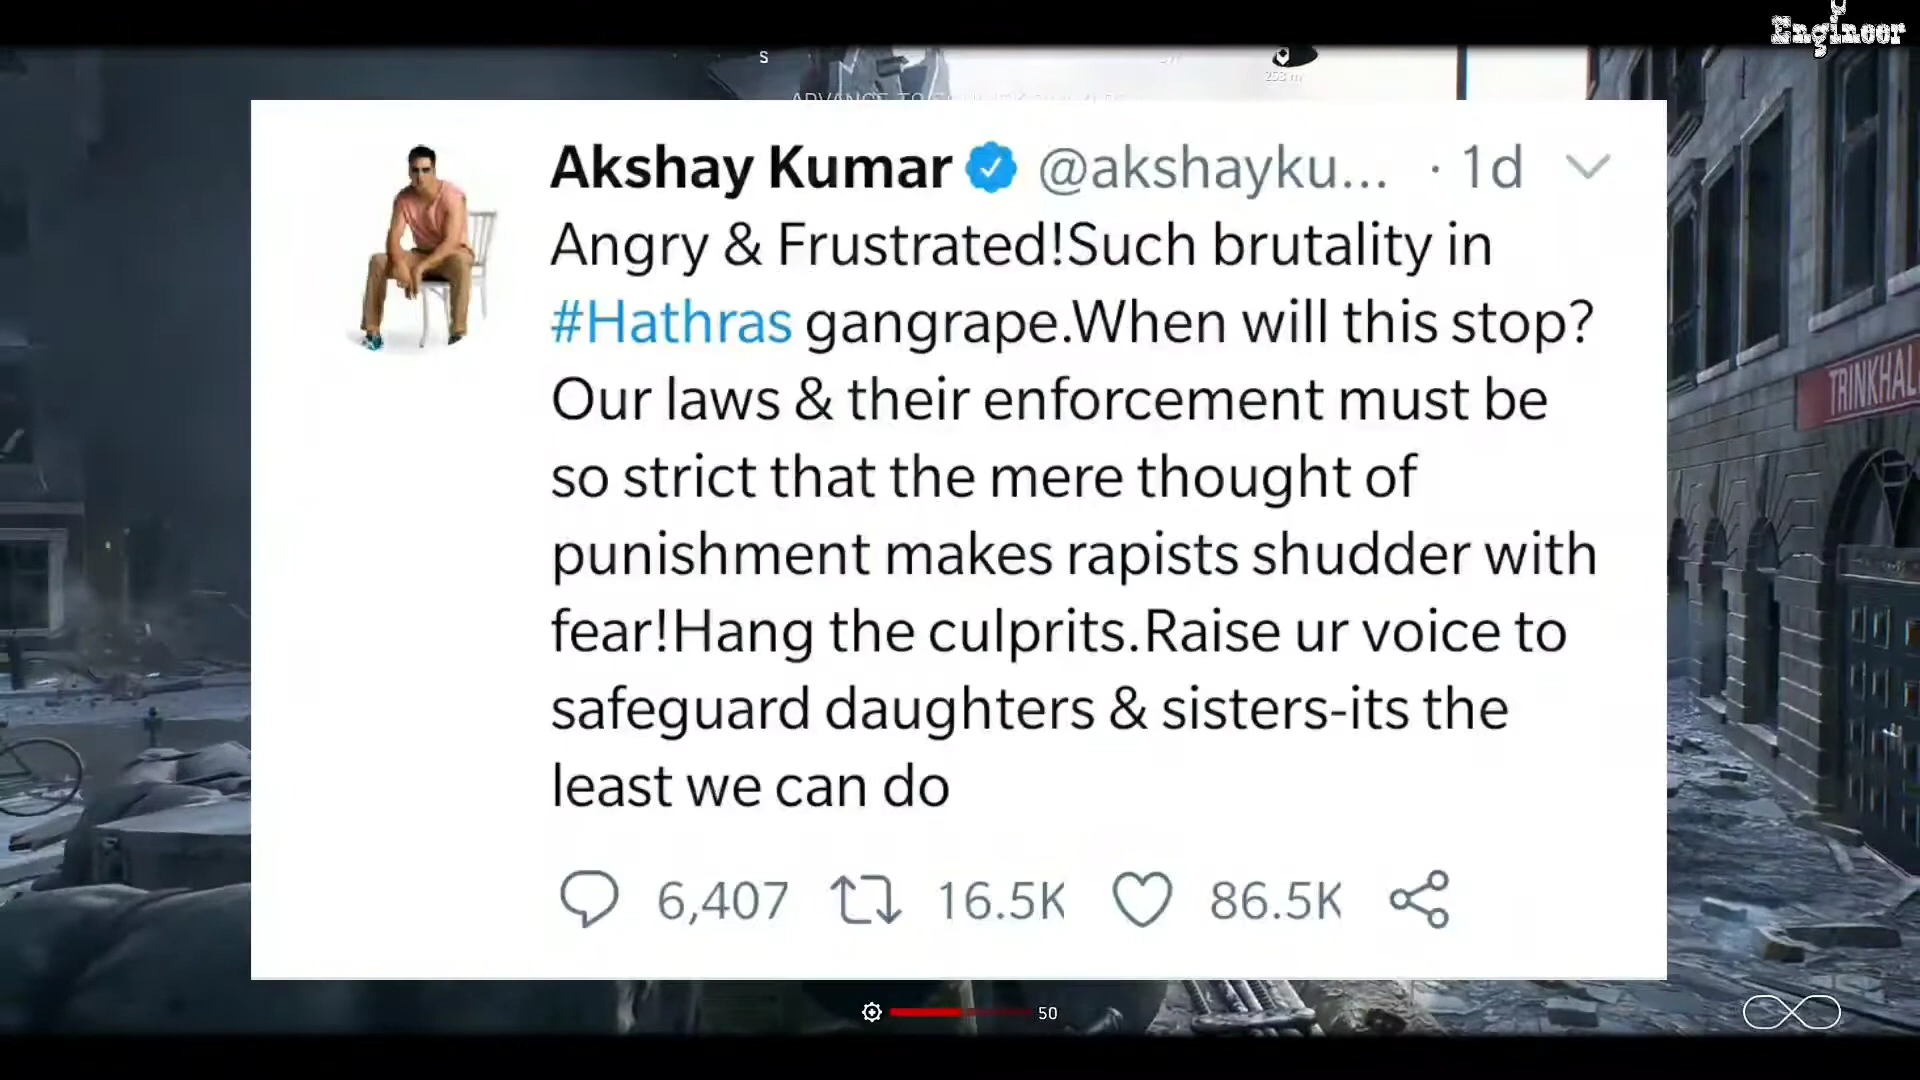 Engineer
S
253 m
Akshay Kumar @akshayku... · 1d
Angry & Frustrated!Such brutality in
#Hathras gangrape.When will this stop?
Our laws & their enforcement must be
so strict that the mere thought of
punishment makes rapists shudder with
fear!Hang the culprits.Raise ur voice to
safeguard daughters & sisters-its the
least we can do
6,407 16.5K 86.5K
TRINKHAL
50